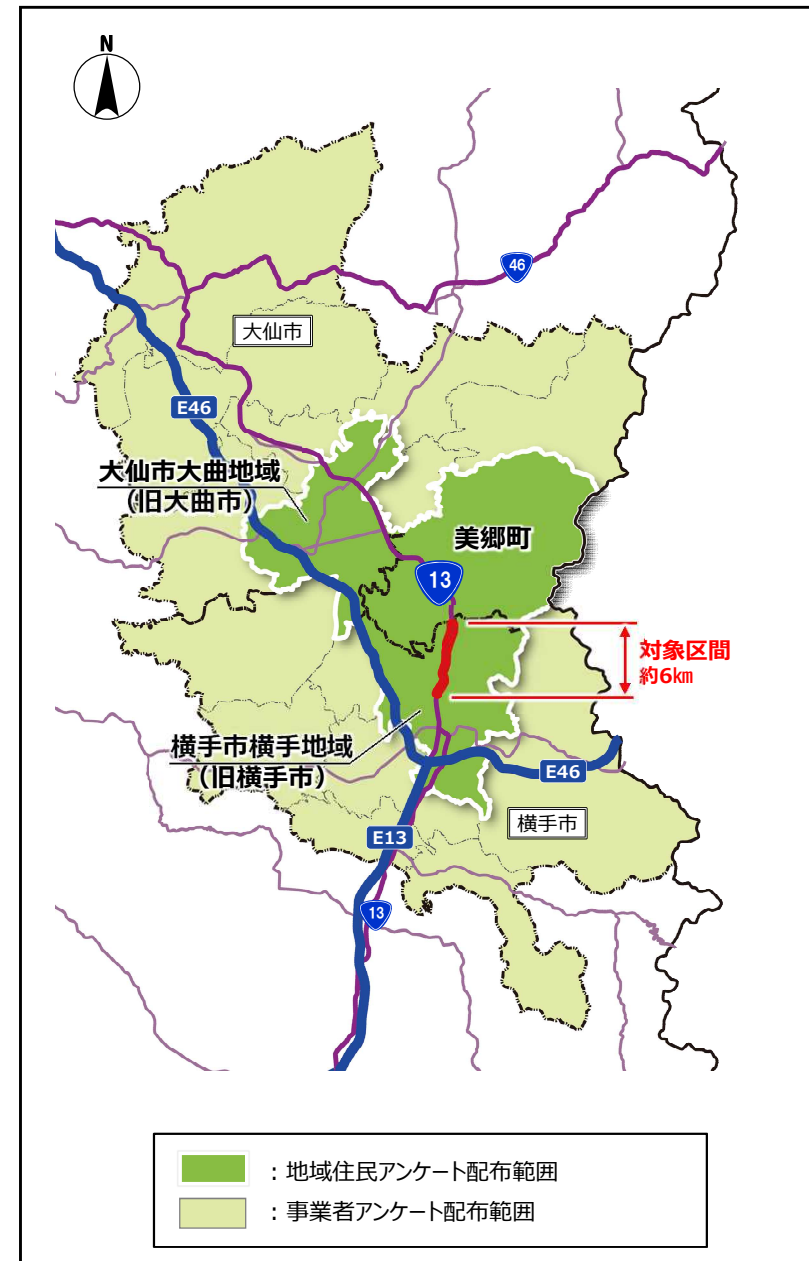 N
46
大仙市
E46
大仙市大曲地域
（旧大曲市）
美郷町
13
対象区間
約6㎞
横手市横手地域
（旧横手市）
E46
横手市
E13
13
：地域住民アンケート配布範囲
：事業者アンケート配布範囲